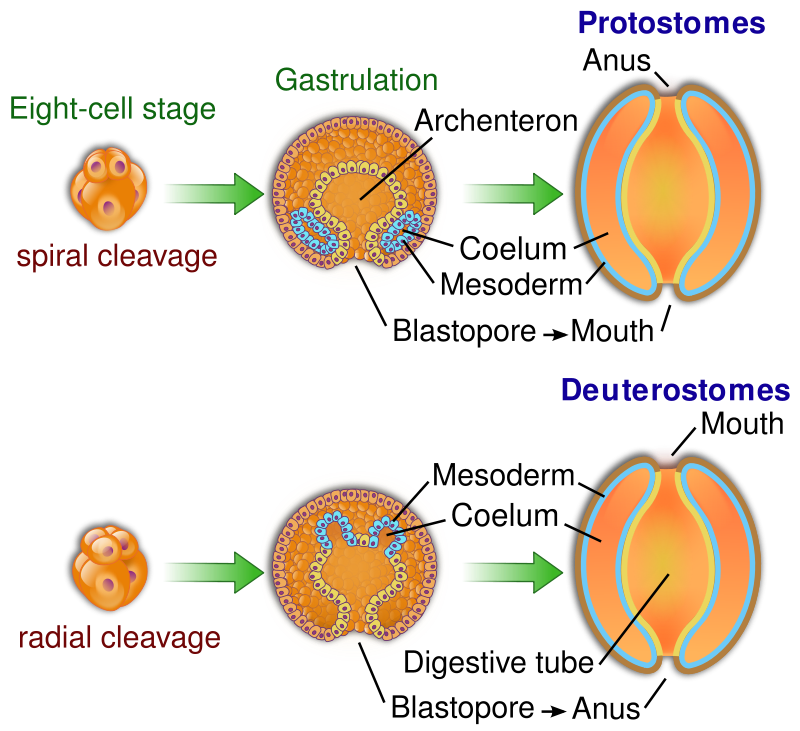 Protostomes
Anus
Gastrulation
Eight-cell stage
Archenteron
spiral cleavage
Coelum
Mesoderm
Blastopore → Mouth
Deuterostomes
Mouth
Mesoderm
Coelum
radial cleavage
Digestive tube
Blastopore → Anus